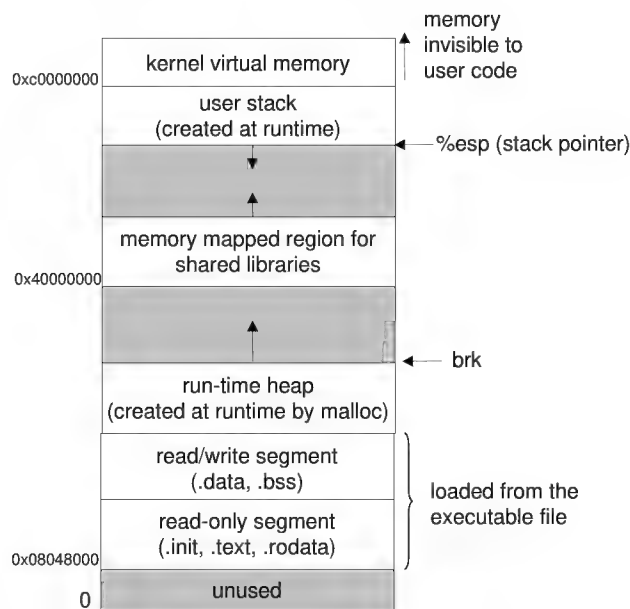 memory
invisible to
user code
kernel virtual memory
0xc0000000
user stack
(created at runtime)
%esp (stack pointer)
memory mapped region for
shared libraries
0x40000000
brk
run-time heap
(created at runtime by malloc)
read/write segment
(.data, .bss)
loaded from the
executable file
read-only segment
(.init, .text, .rodata)
0x08048000
unused
0